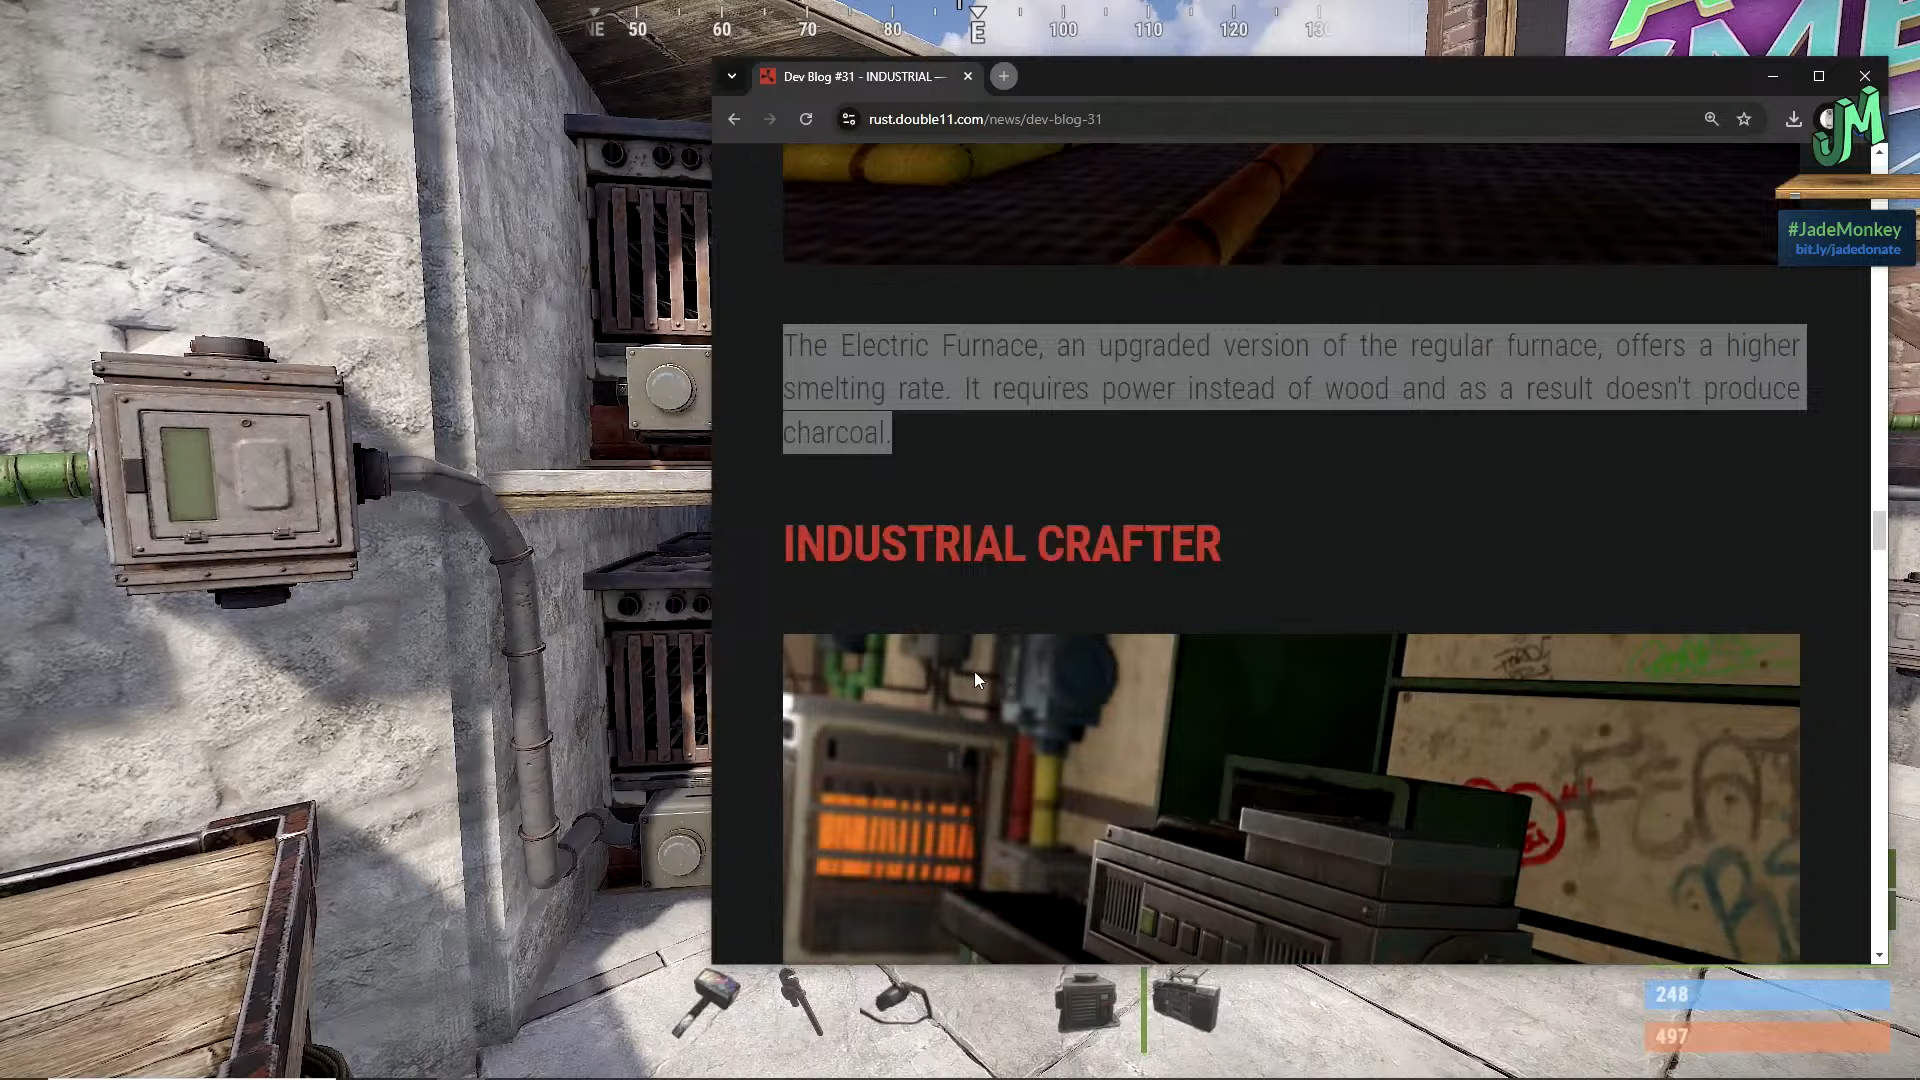 NE 50 60 70 80 E 100 110 120 130
Dev Blog #31 - INDUSTRIAL —
rust.double11.com/news/dev-blog-31
JM
#JadeMonkey
bit.ly/jadedonate
The Electric Furnace, an upgraded version of the regular furnace, offers a higher
smelting rate. It requires power instead of wood and as a result doesn't produce
charcoal.
INDUSTRIAL CRAFTER
248
497